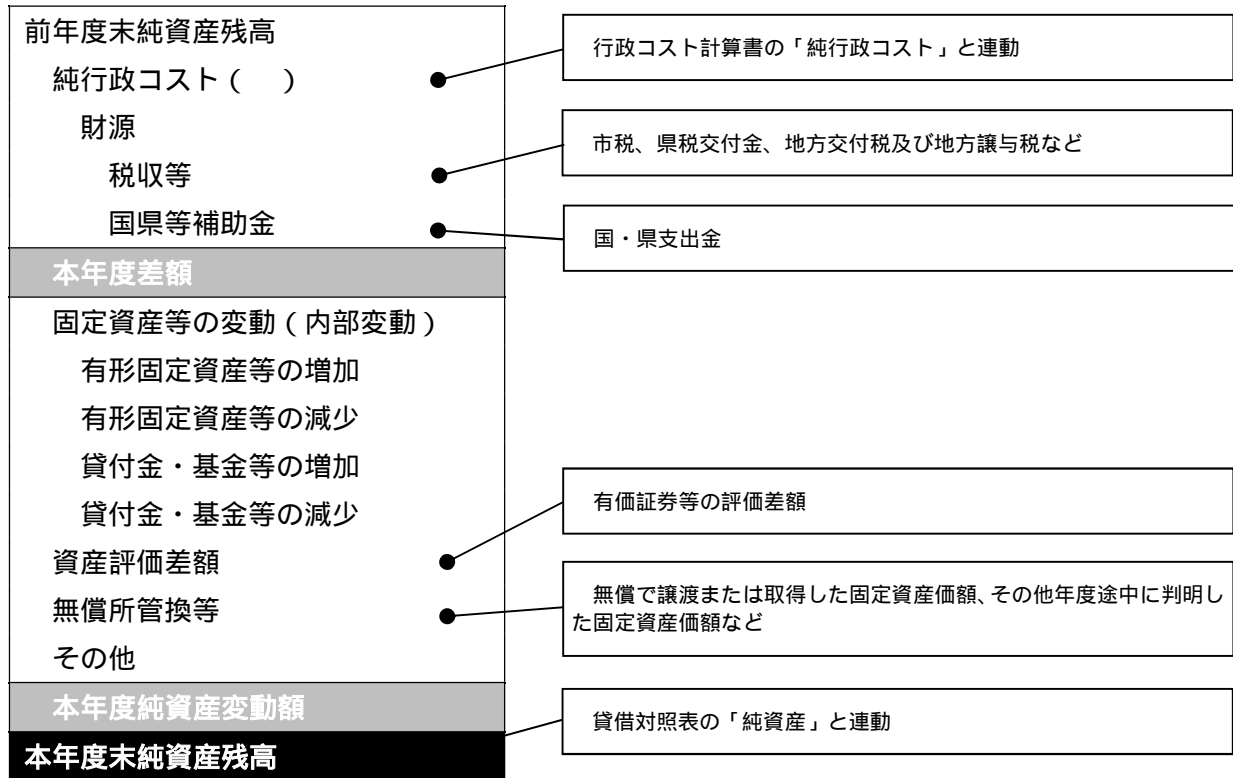 前年度末純資産残高
純行政コスト（　）
財源
税収等
国県等補助金
本年度差額
固定資産等の変動（内部変動）
有形固定資産等の増加
有形固定資産等の減少
貸付金・基金等の増加
貸付金・基金等の減少
資産評価差額
無償所管換等
その他
本年度純資産変動額
本年度末純資産残高
行政コスト計算書の「純行政コスト」と連動
市税、県税交付金、地方交付税及び地方譲与税など
国・県支出金
有価証券等の評価差額
無償で譲渡または取得した固定資産価額、その他年度途中に判明し
た固定資産価額など
貸借対照表の「純資産」と連動